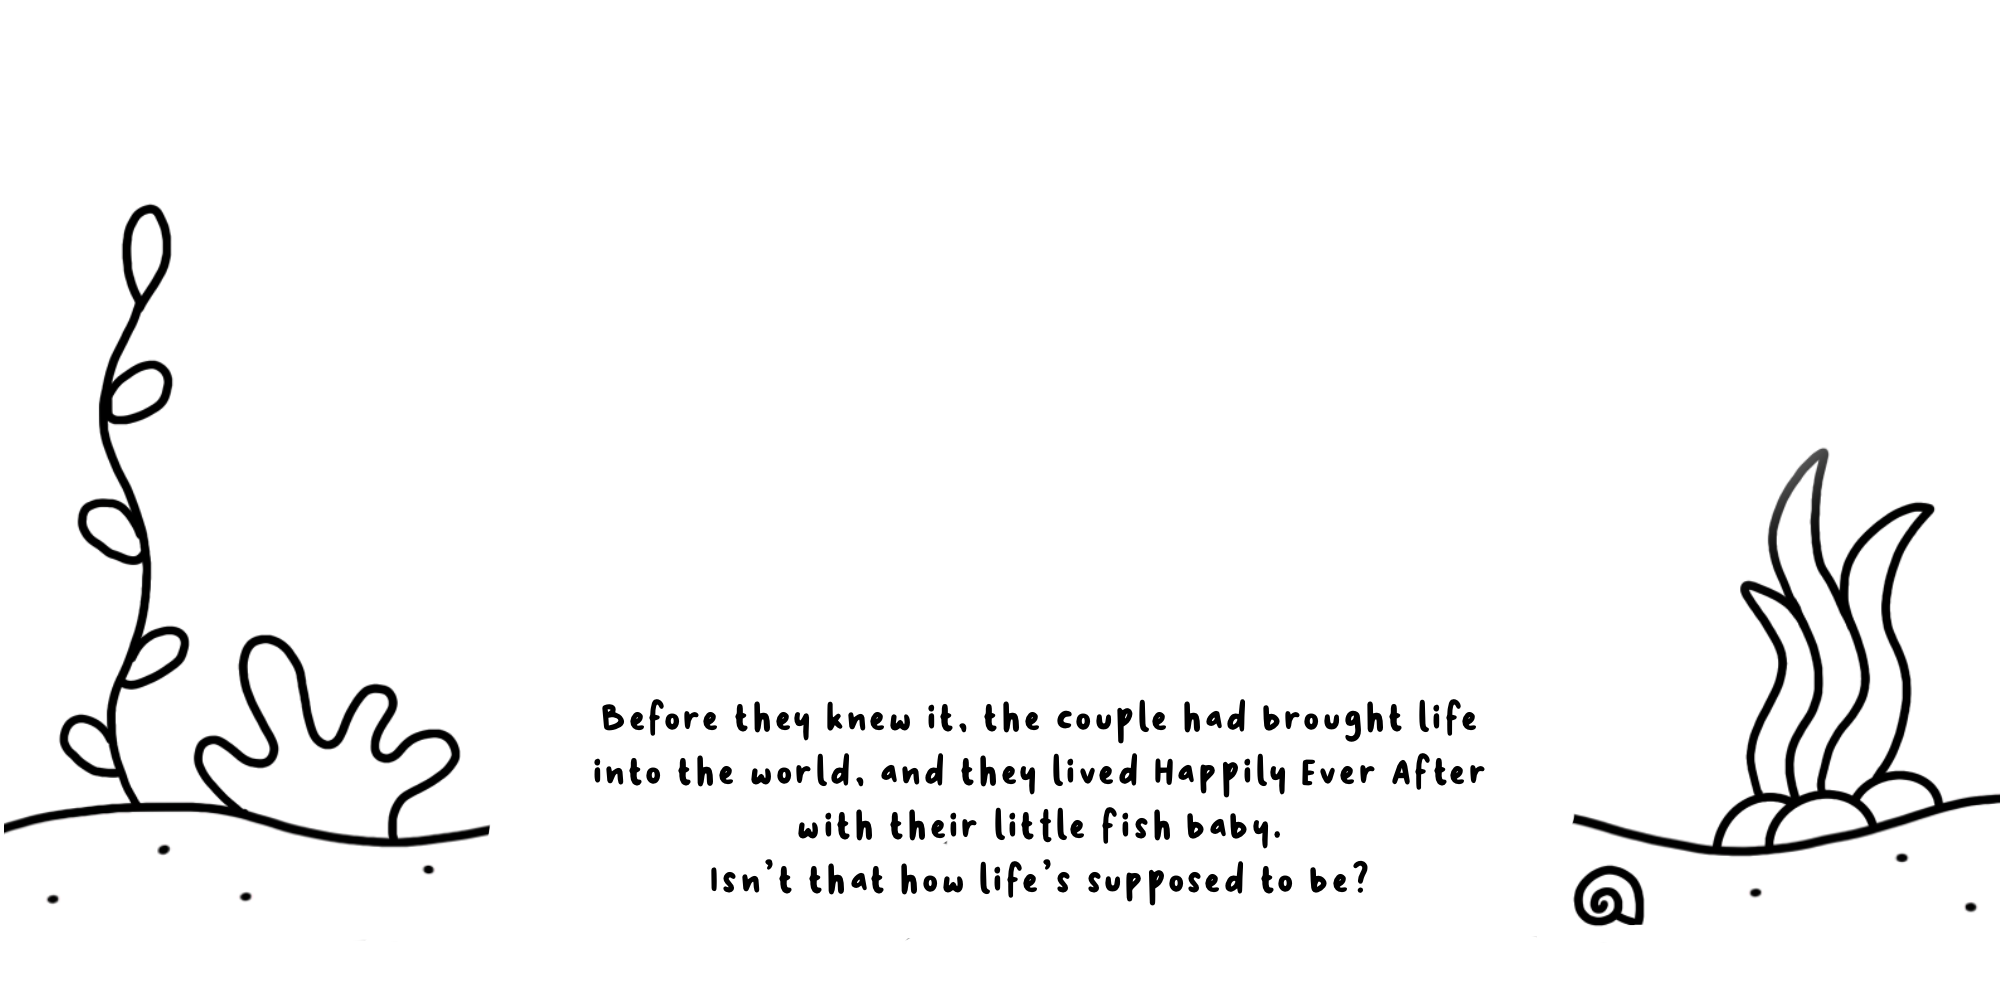 Before they knew it, the couple had brought life
into the world, and they lived Happily Ever After
with their little fish baby.
Isn't that how life's supposed to be?